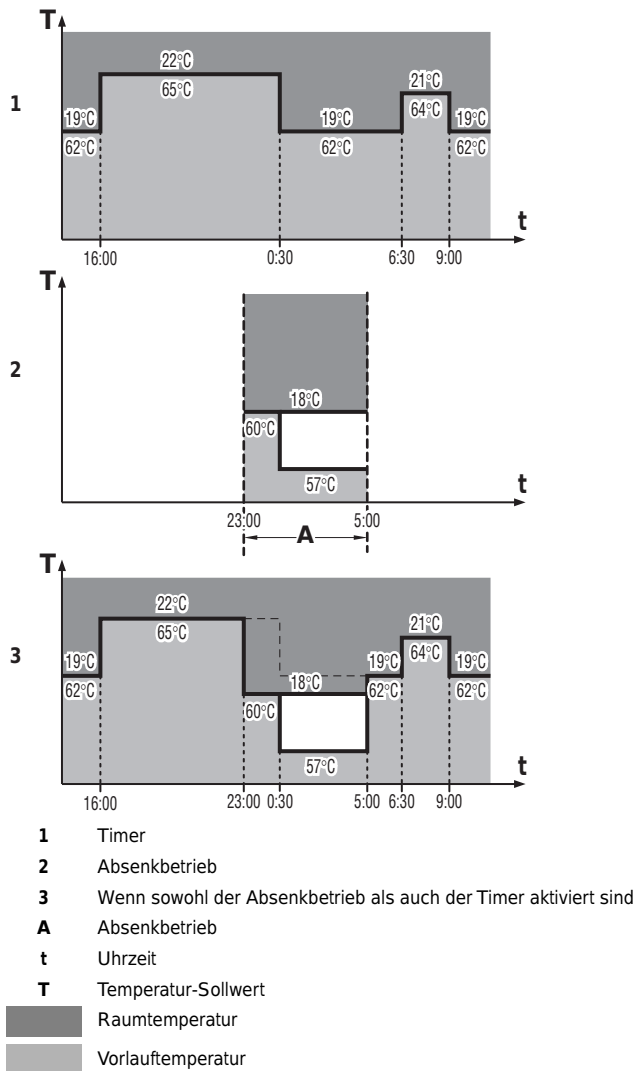 T
22°C
65°C
21°C
64°C
1
19°C
62°C
19°C
62°C
19°C
62°C
t
16:00 0:30 6:30 9:00
T
2
18°C
60°C
57°C
t
23:00 5:00
A
T
22°C
65°C
21°C
64°C
3
19°C
62°C
18°C
60°C
19°C
62°C
19°C
62°C
57°C
t
16:00 23:00 0:30 5:00 6:30 9:00
1 Timer
2 Absenkbetrieb
3 Wenn sowohl der Absenkbetrieb als auch der Timer aktiviert sind
A Absenkbetrieb
t Uhrzeit
T Temperatur-Sollwert
Raumtemperatur
Vorlauftemperatur